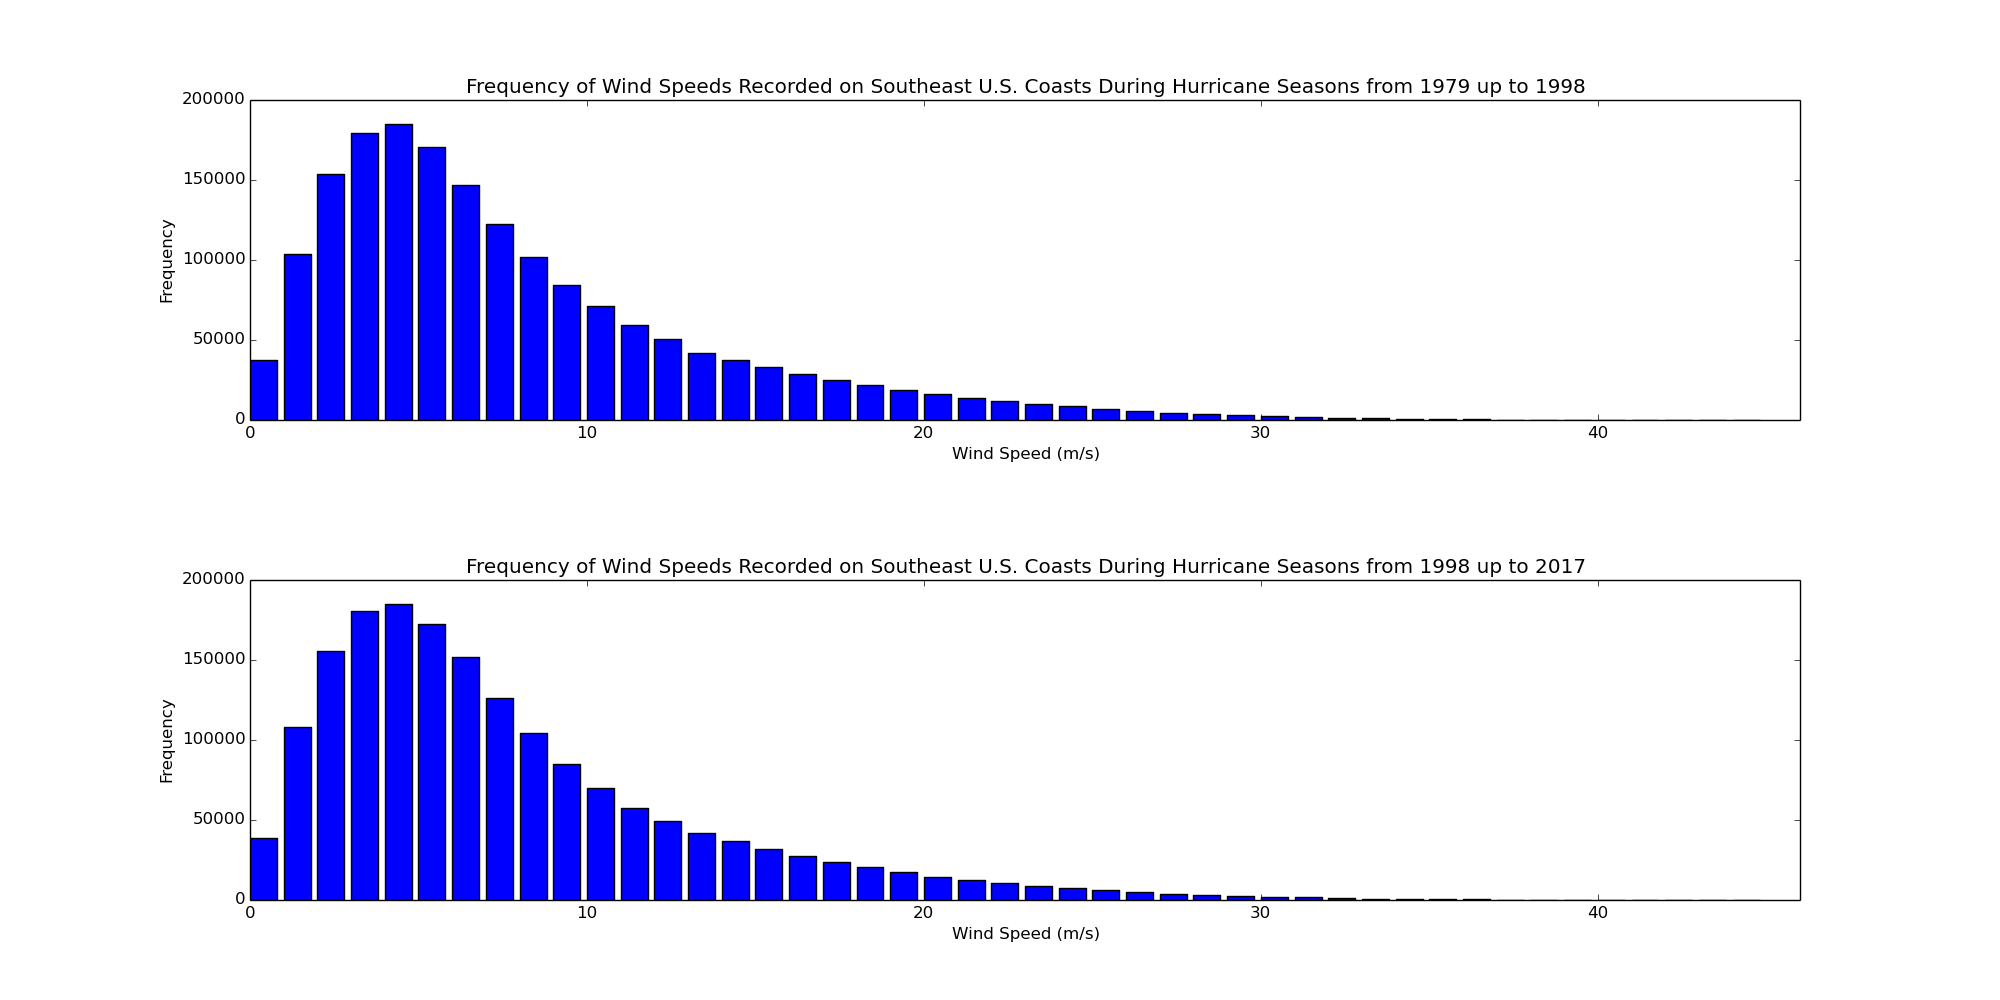 Frequency of Wind Speeds Recorded on Southeast U.S. Coasts During Hurricane Seasons from 1979 up to 1998
200000
150000
100000
50000
0
Frequency
0 10 20 30 40
Wind Speed (m/s)
Frequency of Wind Speeds Recorded on Southeast U.S. Coasts During Hurricane Seasons from 1998 up to 2017
200000
150000
100000
50000
0
Frequency
0 10 20 30 40
Wind Speed (m/s)